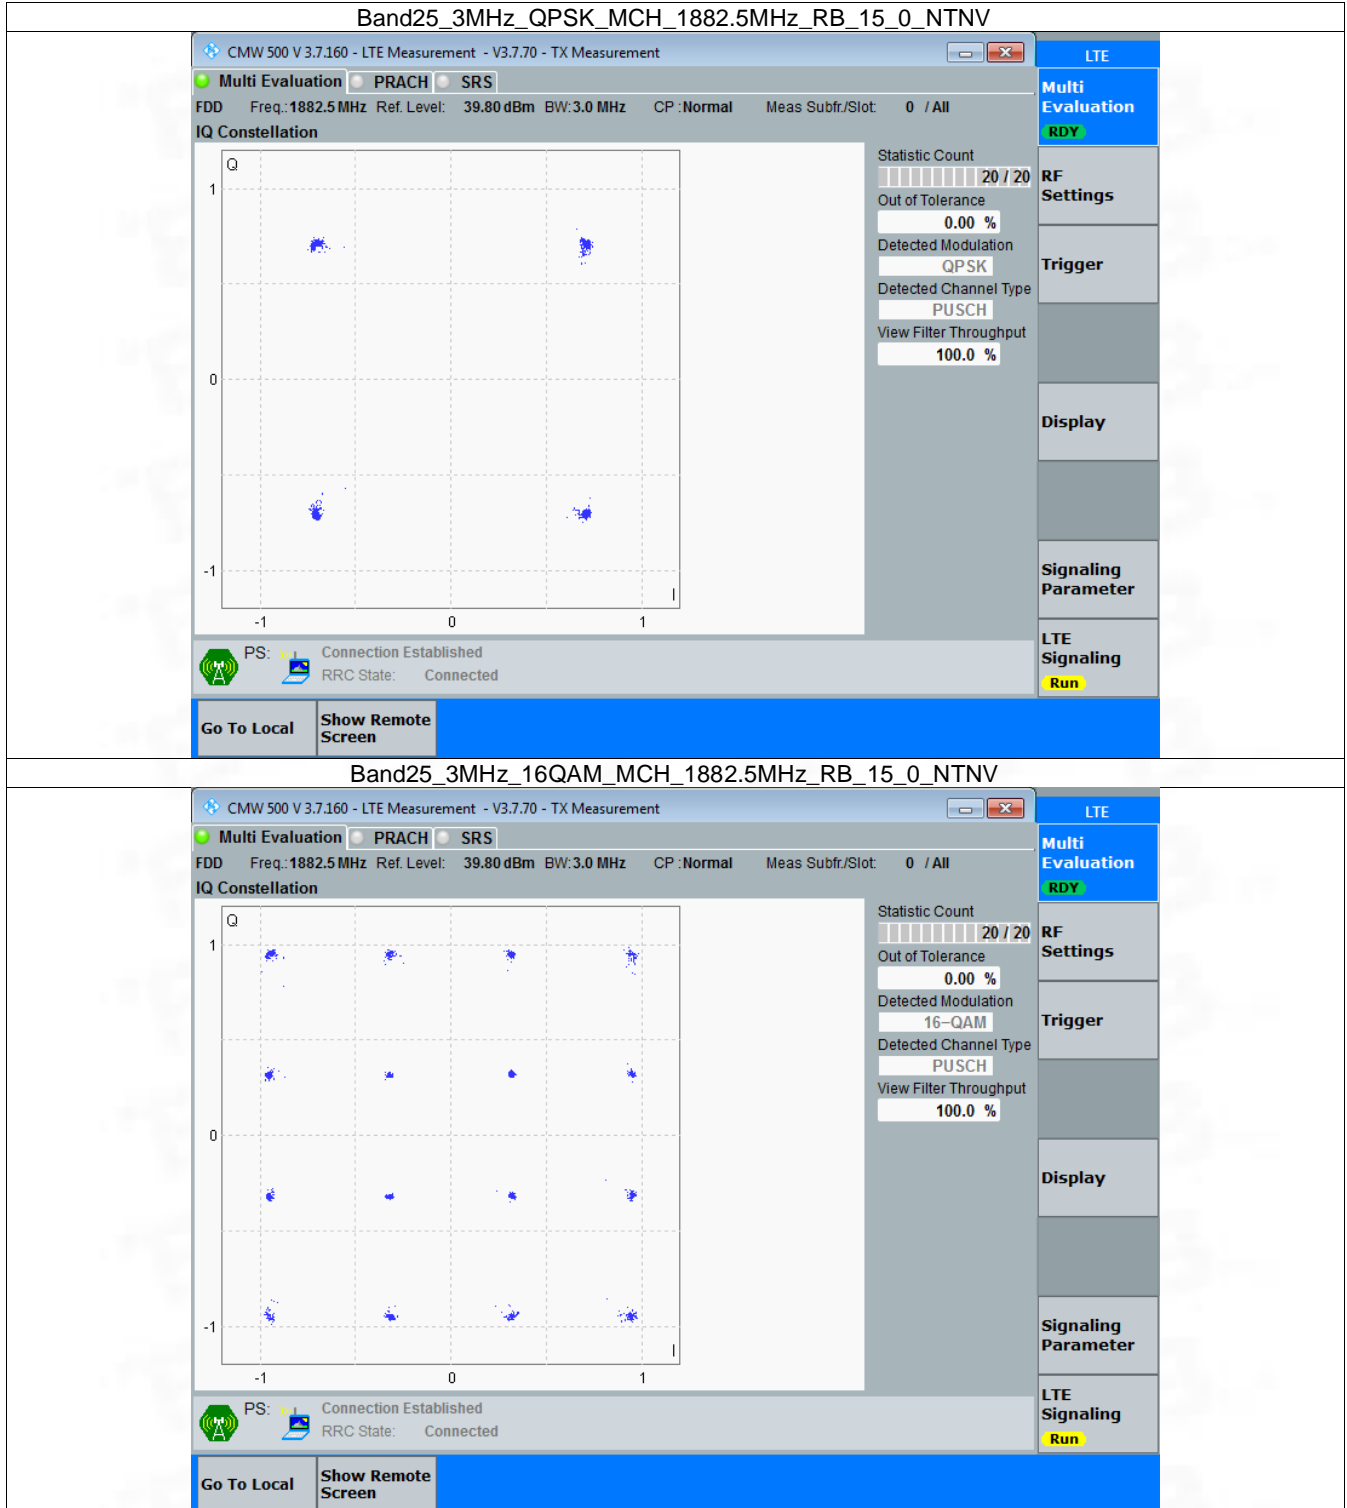 Band25_3MHz_QPSK_MCH_1882.5MHz_RB_15_0_NTNV
CMW 500 V 3.7.160 - LTE Measurement - V3.7.70 - TX Measurement
LTE
Multi Evaluation PRACH SRS
Multi
Evaluation
RDY
FDD Freq.: 1882.5 MHz Ref. Level: 39.80 dBm BW: 3.0 MHz CP : Normal Meas Subfr./Slot: 0 / All
IQ Constellation
Q
1
0
-1
I
-1 0 1
Statistic Count
20 / 20
Out of Tolerance
0.00 %
Detected Modulation
QPSK
Detected Channel Type
PUSCH
View Filter Throughput
100.0 %
RF
Settings
Trigger
Display
Signaling
Parameter
LTE
Signaling
Run
PS: Connection Established
RRC State: Connected
Go To Local
Show Remote
Screen
Band25_3MHz_16QAM_MCH_1882.5MHz_RB_15_0_NTNV
CMW 500 V 3.7.160 - LTE Measurement - V3.7.70 - TX Measurement
LTE
Multi Evaluation PRACH SRS
Multi
Evaluation
RDY
FDD Freq.: 1882.5 MHz Ref. Level: 39.80 dBm BW: 3.0 MHz CP : Normal Meas Subfr./Slot: 0 / All
IQ Constellation
Q
1
0
-1
I
-1 0 1
Statistic Count
20 / 20
Out of Tolerance
0.00 %
Detected Modulation
16-QAM
Detected Channel Type
PUSCH
View Filter Throughput
100.0 %
RF
Settings
Trigger
Display
Signaling
Parameter
LTE
Signaling
Run
PS: Connection Established
RRC State: Connected
Go To Local
Show Remote
Screen